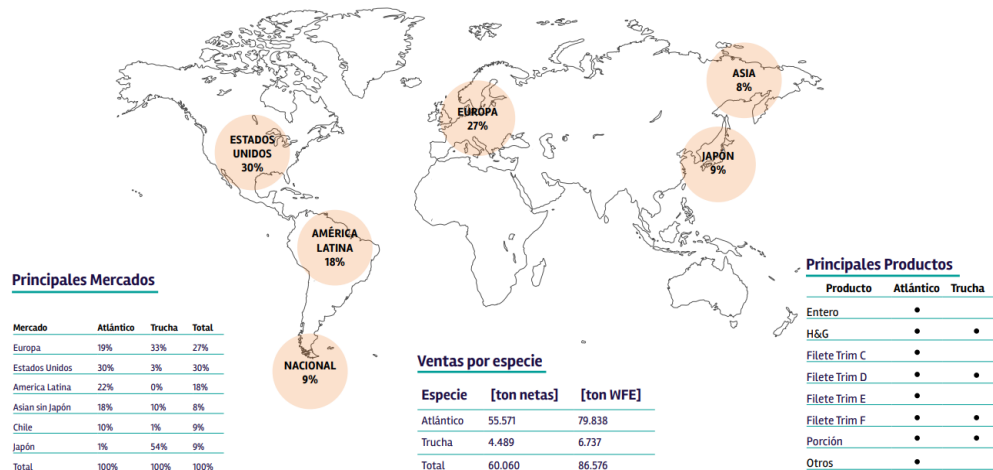 ASIA
8%
EUROPA
27%
ESTADOS
UNIDOS
30%
JAPÓN
9%
AMÉRICA
LATINA
18%
NACIONAL
9%
Principales Mercados
Mercado Atlántico Trucha Total
Europa 19% 33% 27%
Estados Unidos 30% 3% 30%
America Latina 22% 0% 18%
Asian sin Japón 18% 10% 8%
Chile 10% 1% 9%
Japón 1% 54% 9%
Total 100% 100% 100%
Ventas por especie
Especie [ton netas] [ton WFE]
Atlántico 55.571 79.838
Trucha 4.489 6.737
Total 60.060 86.576
Principales Productos
Producto Atlántico Trucha
Entero •
H&G • •
Filete Trim C •
Filete Trim D • •
Filete Trim E •
Filete Trim F • •
Porción • •
Otros •